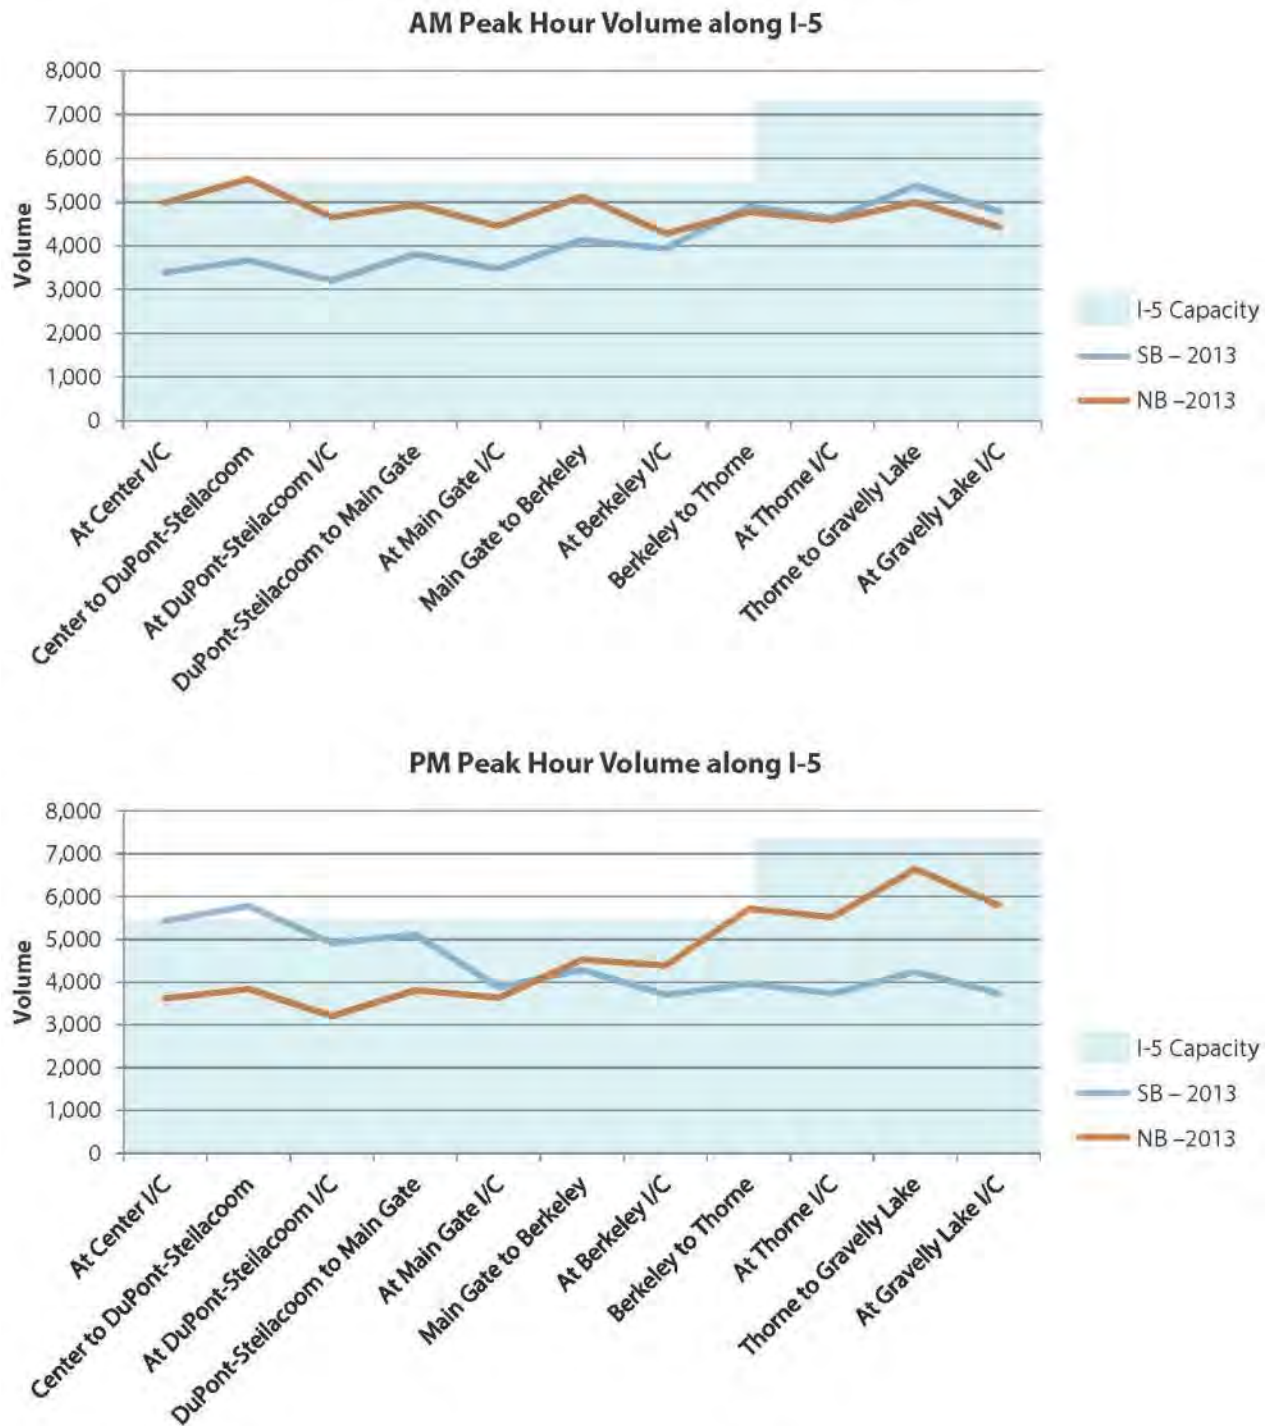 AM Peak Hour Volume along I-5
8,000
7,000
6,000
5,000
4,000
3,000
2,000
1,000
0
Volume
At Center I/C
Center to DuPont-Steilacoom
At DuPont-Steilacoom I/C
DuPont-Steilacoom to Main Gate
At Main Gate I/C
Main Gate to Berkeley
At Berkeley I/C
Berkeley to Thorne
At Thorne I/C
Thorne to Gravelly Lake
At Gravelly Lake I/C
I-5 Capacity
SB – 2013
NB –2013
PM Peak Hour Volume along I-5
8,000
7,000
6,000
5,000
4,000
3,000
2,000
1,000
0
Volume
At Center I/C
Center to DuPont-Steilacoom
At DuPont-Steilacoom I/C
DuPont-Steilacoom to Main Gate
At Main Gate I/C
Main Gate to Berkeley
At Berkeley I/C
Berkeley to Thorne
At Thorne I/C
Thorne to Gravelly Lake
At Gravelly Lake I/C
I-5 Capacity
SB – 2013
NB –2013